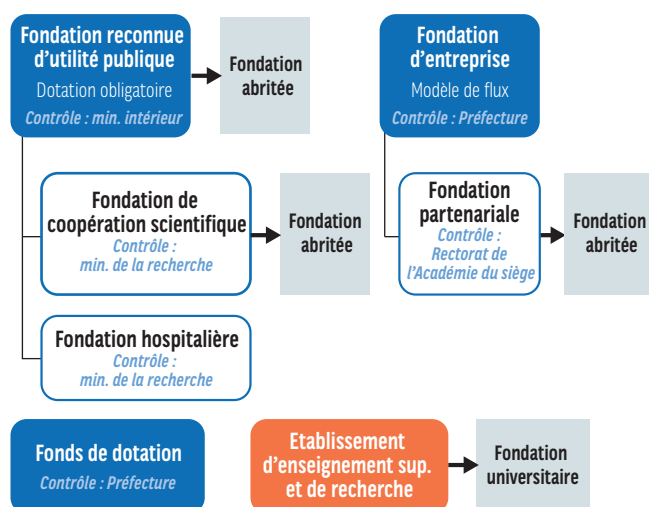 Fondation reconnue
d'utilité publique
Dotation obligatoire
Contrôle : min. intérieur
Fondation
abritée
Fondation
d'entreprise
Modèle de flux
Contrôle : Préfecture
Fondation de
coopération scientifique
Contrôle :
min. de la recherche
Fondation
abritée
Fondation
partenariale
Contrôle :
Rectorat de
l'Académie du siège
Fondation
abritée
Fondation hospitalière
Contrôle :
min. de la recherche
Fonds de dotation
Contrôle : Préfecture
Etablissement
d'enseignement sup.
et de recherche
Fondation
universitaire